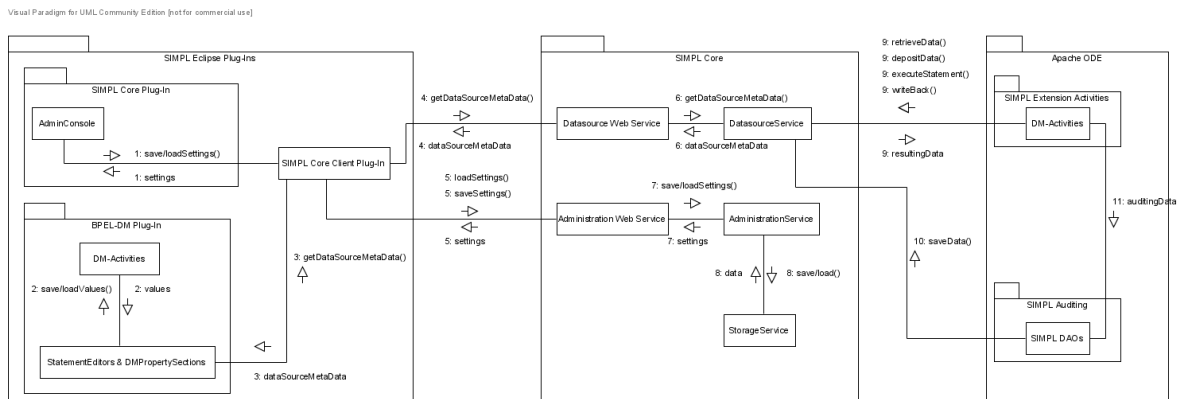 Visual Paradigm for UML Community Edition [not for commercial use]
SIMPL Eclipse Plug-Ins
SIMPL Core Plug-In
AdminConsole
1: save/loadSettings()
1: settings
SIMPL Core Client Plug-In
BPEL-DM Plug-In
DM-Activities
2: save/loadValues()
2: values
StatementEditors & DMPropertySections
3: getDataSourceMetaData()
3: dataSourceMetaData
4: getDataSourceMetaData()
4: dataSourceMetaData
5: loadSettings()
5: saveSettings()
5: settings
SIMPL Core
Datasource Web Service
6: getDataSourceMetaData()
6: dataSourceMetaData
DatasourceService
Administration Web Service
7: save/loadSettings()
7: settings
AdministrationService
8: data
8: save/load()
StorageService
9: retrieveData()
9: depositData()
9: executeStatement()
9: writeBack()
9: resultingData
10: saveData()
Apache ODE
SIMPL Extension Activities
DM-Activities
11: auditingData
SIMPL Auditing
SIMPL DAOs